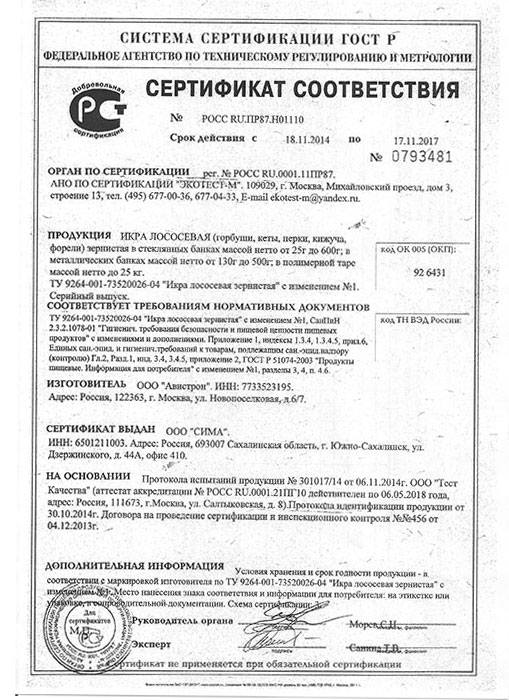 СИСТЕМА СЕРТИФИКАЦИИ ГОСТ Р
ФЕДЕРАЛЬНОЕ АГЕНТСТВО ПО ТЕХНИЧЕСКОМУ РЕГУЛИРОВАНИЮ И МЕТРОЛОГИИ
Добровольная
РСТ
сертификация
СЕРТИФИКАТ СООТВЕТСТВИЯ
№ РОСС RU.ПР87.Н01110
Срок действия с 18.11.2014 по 17.11.2017
№ 0793481
ОРГАН ПО СЕРТИФИКАЦИИ рег. № РОСС RU.0001.11ПР87.
АНО ПО СЕРТИФИКАЦИИ "ЭКОТЕСТ-М". 109029, г. Москва, Михайловский проезд, дом 3,
строение 13, тел. (495) 677-00-36, 677-04-33, E-mail ekotest-m@yandex.ru.
ПРОДУКЦИЯ ИКРА ЛОСОСЕВАЯ (горбуши, кеты, нерки, кижуча,
форели) зернистая в стеклянных банках массой нетто от 25г до 600г; в
металлических банках массой нетто от 130г до 500г; в полимерной таре
массой нетто до 25 кг.
ТУ 9264-001-73520026-04 "Икра лососевая зернистая" с изменением №1.
Серийный выпуск.
код ОК 005 (ОКП):
92 6431
СООТВЕТСТВУЕТ ТРЕБОВАНИЯМ НОРМАТИВНЫХ ДОКУМЕНТОВ
ТУ 9264-001-73520026-04 "Икра лососевая зернистая" с изменением №1, СанПиН
2.3.2.1078-01 "Гигиенич. требования безопасности и пищевой ценности пищевых
продуктов" с изменениями и дополнениями. Приложение 1, индексы 1.3.4, 1.3.4.5, прил.6,
Единых сан.-эпид. и гигиенич.требований к товарам, подлежащим сан-эпид.надзору
(контролю) Гл.2, Разд.1, инд. 3.4, 3.4.5, приложение 2, ГОСТ Р 51074-2003 "Продукты
пищевые. Информация для потребителя" с изменением №1, разделы 3, 4, п. 4.6.
код ТН ВЭД России:
ИЗГОТОВИТЕЛЬ ООО "Авистрон". ИНН: 7733523195.
Адрес: Россия, 122363, г. Москва, ул. Новопоселковая, д.6/7.
СЕРТИФИКАТ ВЫДАН ООО "СИМА".
ИНН: 6501211003. Адрес: Россия, 693007 Сахалинская область, г. Южно-Сахалинск, ул.
Дзержинского, д. 44А, офис 410.
НА ОСНОВАНИИ Протокола испытаний продукции № 301017/14 от 06.11.2014г. ООО "Тест
Качества" (аттестат аккредитации № РОСС RU.0001.21ПГ10 действителен по 06.05.2018 года,
адрес: Россия, 111673, г.Москва, ул. Салтыковская, д. 8).Протокола идентификации продукции от
30.10.2014г. Договора на проведение сертификации и инспекционного контроля №№456 от
04.12.2013г.
ДОПОЛНИТЕЛЬНАЯ ИНФОРМАЦИЯ Условия хранения и срок годности продукции - в
соответствии с маркировкой изготовителя по ТУ 9264-001-73520026-04 "Икра лососевая зернистая" с
изменением №1. Место нанесения знака соответствия и информации для потребителя: на этикетке или
упаковке, в сопроводительной документации. Схема сертификации: 3.
Для
сертификатов
М.П.
Руководитель органа
подпись
инициалы, фамилия
Эксперт
подпись
инициалы, фамилия
Сертификат не применяется при обязательной сертификации